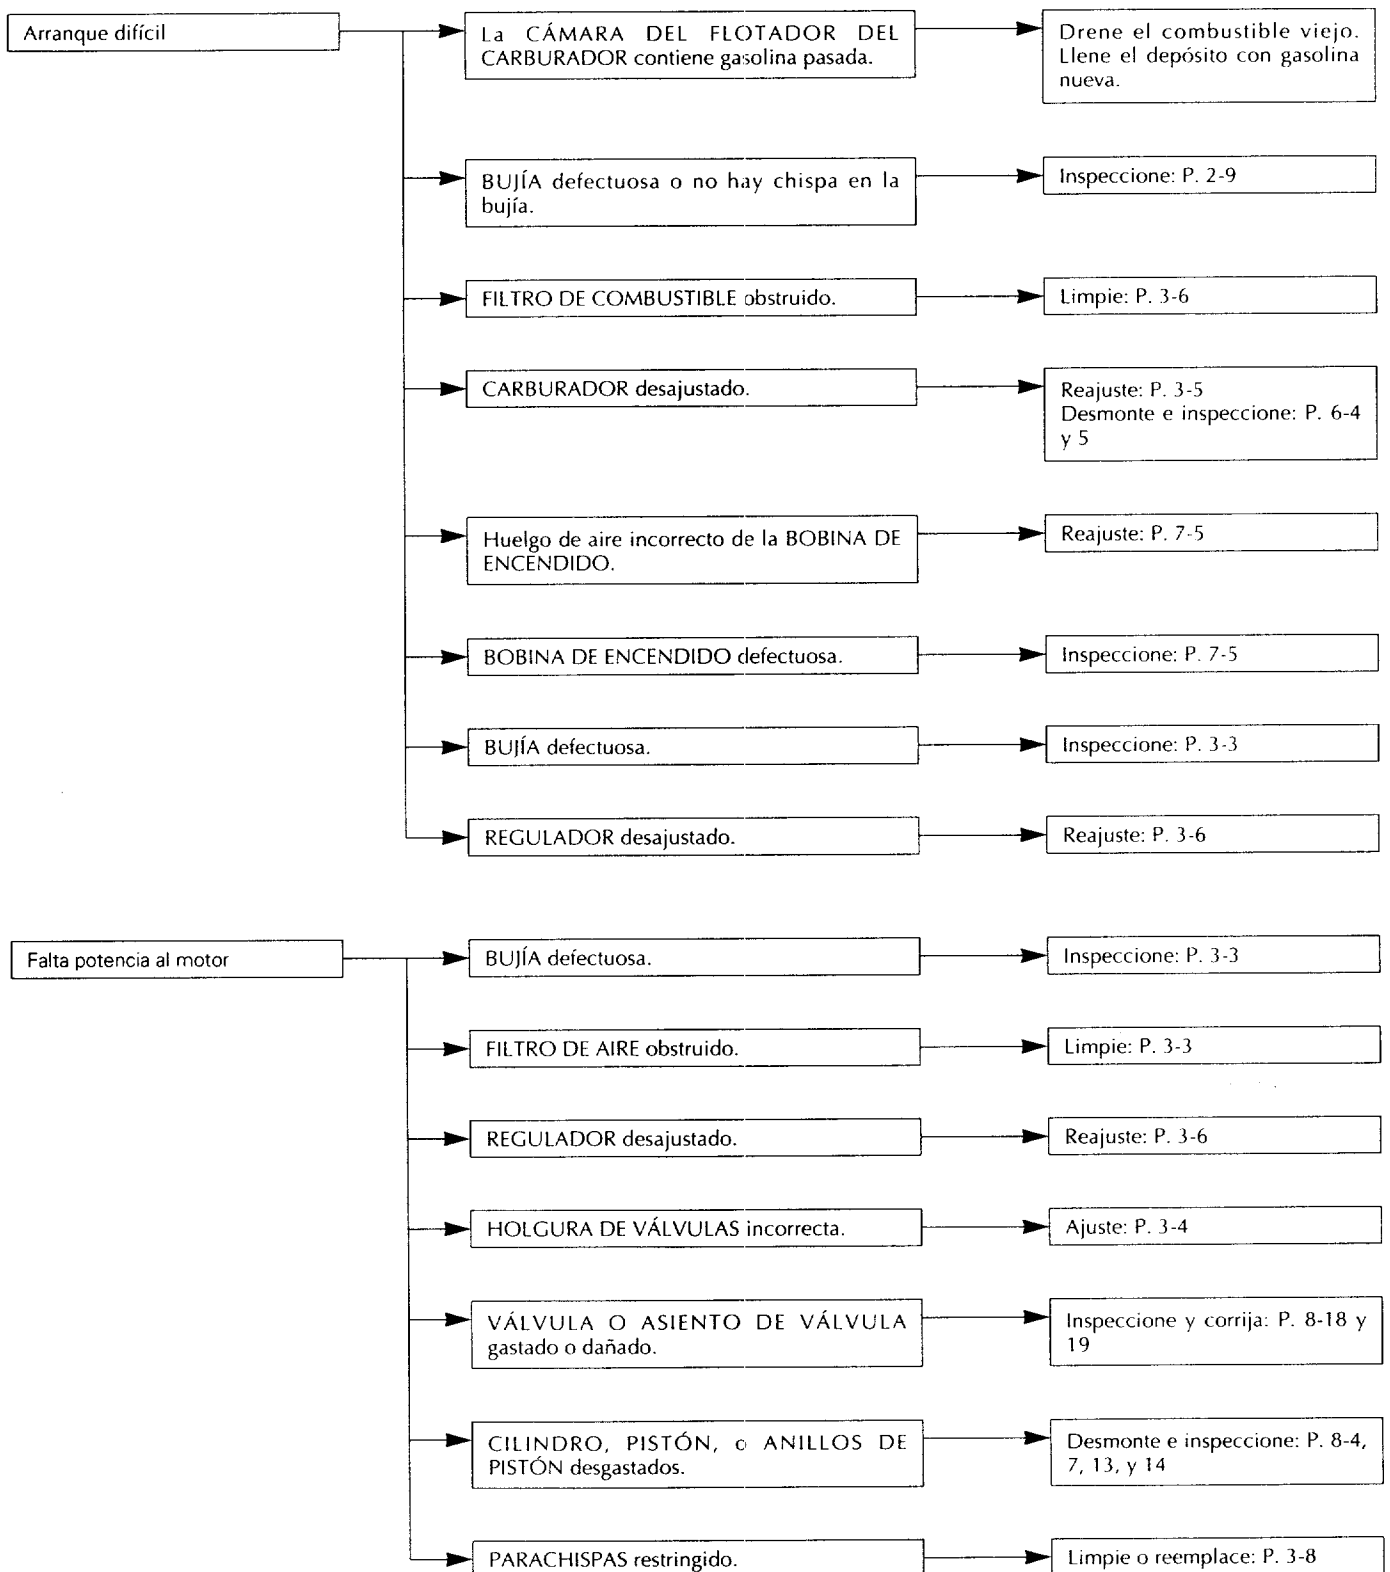 Arranque difícil
La CÁMARA DEL FLOTADOR DEL
CARBURADOR contiene gasolina pasada.
Drene el combustible viejo.
Llene el depósito con gasolina
nueva.
BUJÍA defectuosa o no hay chispa en la
bujía.
Inspeccione: P. 2-9
FILTRO DE COMBUSTIBLE obstruido.
Limpie: P. 3-6
CARBURADOR desajustado.
Reajuste: P. 3-5
Desmonte e inspeccione: P. 6-4
y 5
Huelgo de aire incorrecto de la BOBINA DE
ENCENDIDO.
Reajuste: P. 7-5
BOBINA DE ENCENDIDO defectuosa.
Inspeccione: P. 7-5
BUJÍA defectuosa.
Inspeccione: P. 3-3
REGULADOR desajustado.
Reajuste: P. 3-6
Falta potencia al motor
BUJÍA defectuosa.
Inspeccione: P. 3-3
FILTRO DE AIRE obstruido.
Limpie: P. 3-3
REGULADOR desajustado.
Reajuste: P. 3-6
HOLGURA DE VÁLVULAS incorrecta.
Ajuste: P. 3-4
VÁLVULA O ASIENTO DE VÁLVULA
gastado o dañado.
Inspeccione y corrija: P. 8-18 y
19
CILINDRO, PISTÓN, o ANILLOS DE
PISTÓN desgastados.
Desmonte e inspeccione: P. 8-4,
7, 13, y 14
PARACHISPAS restringido.
Limpie o reemplace: P. 3-8